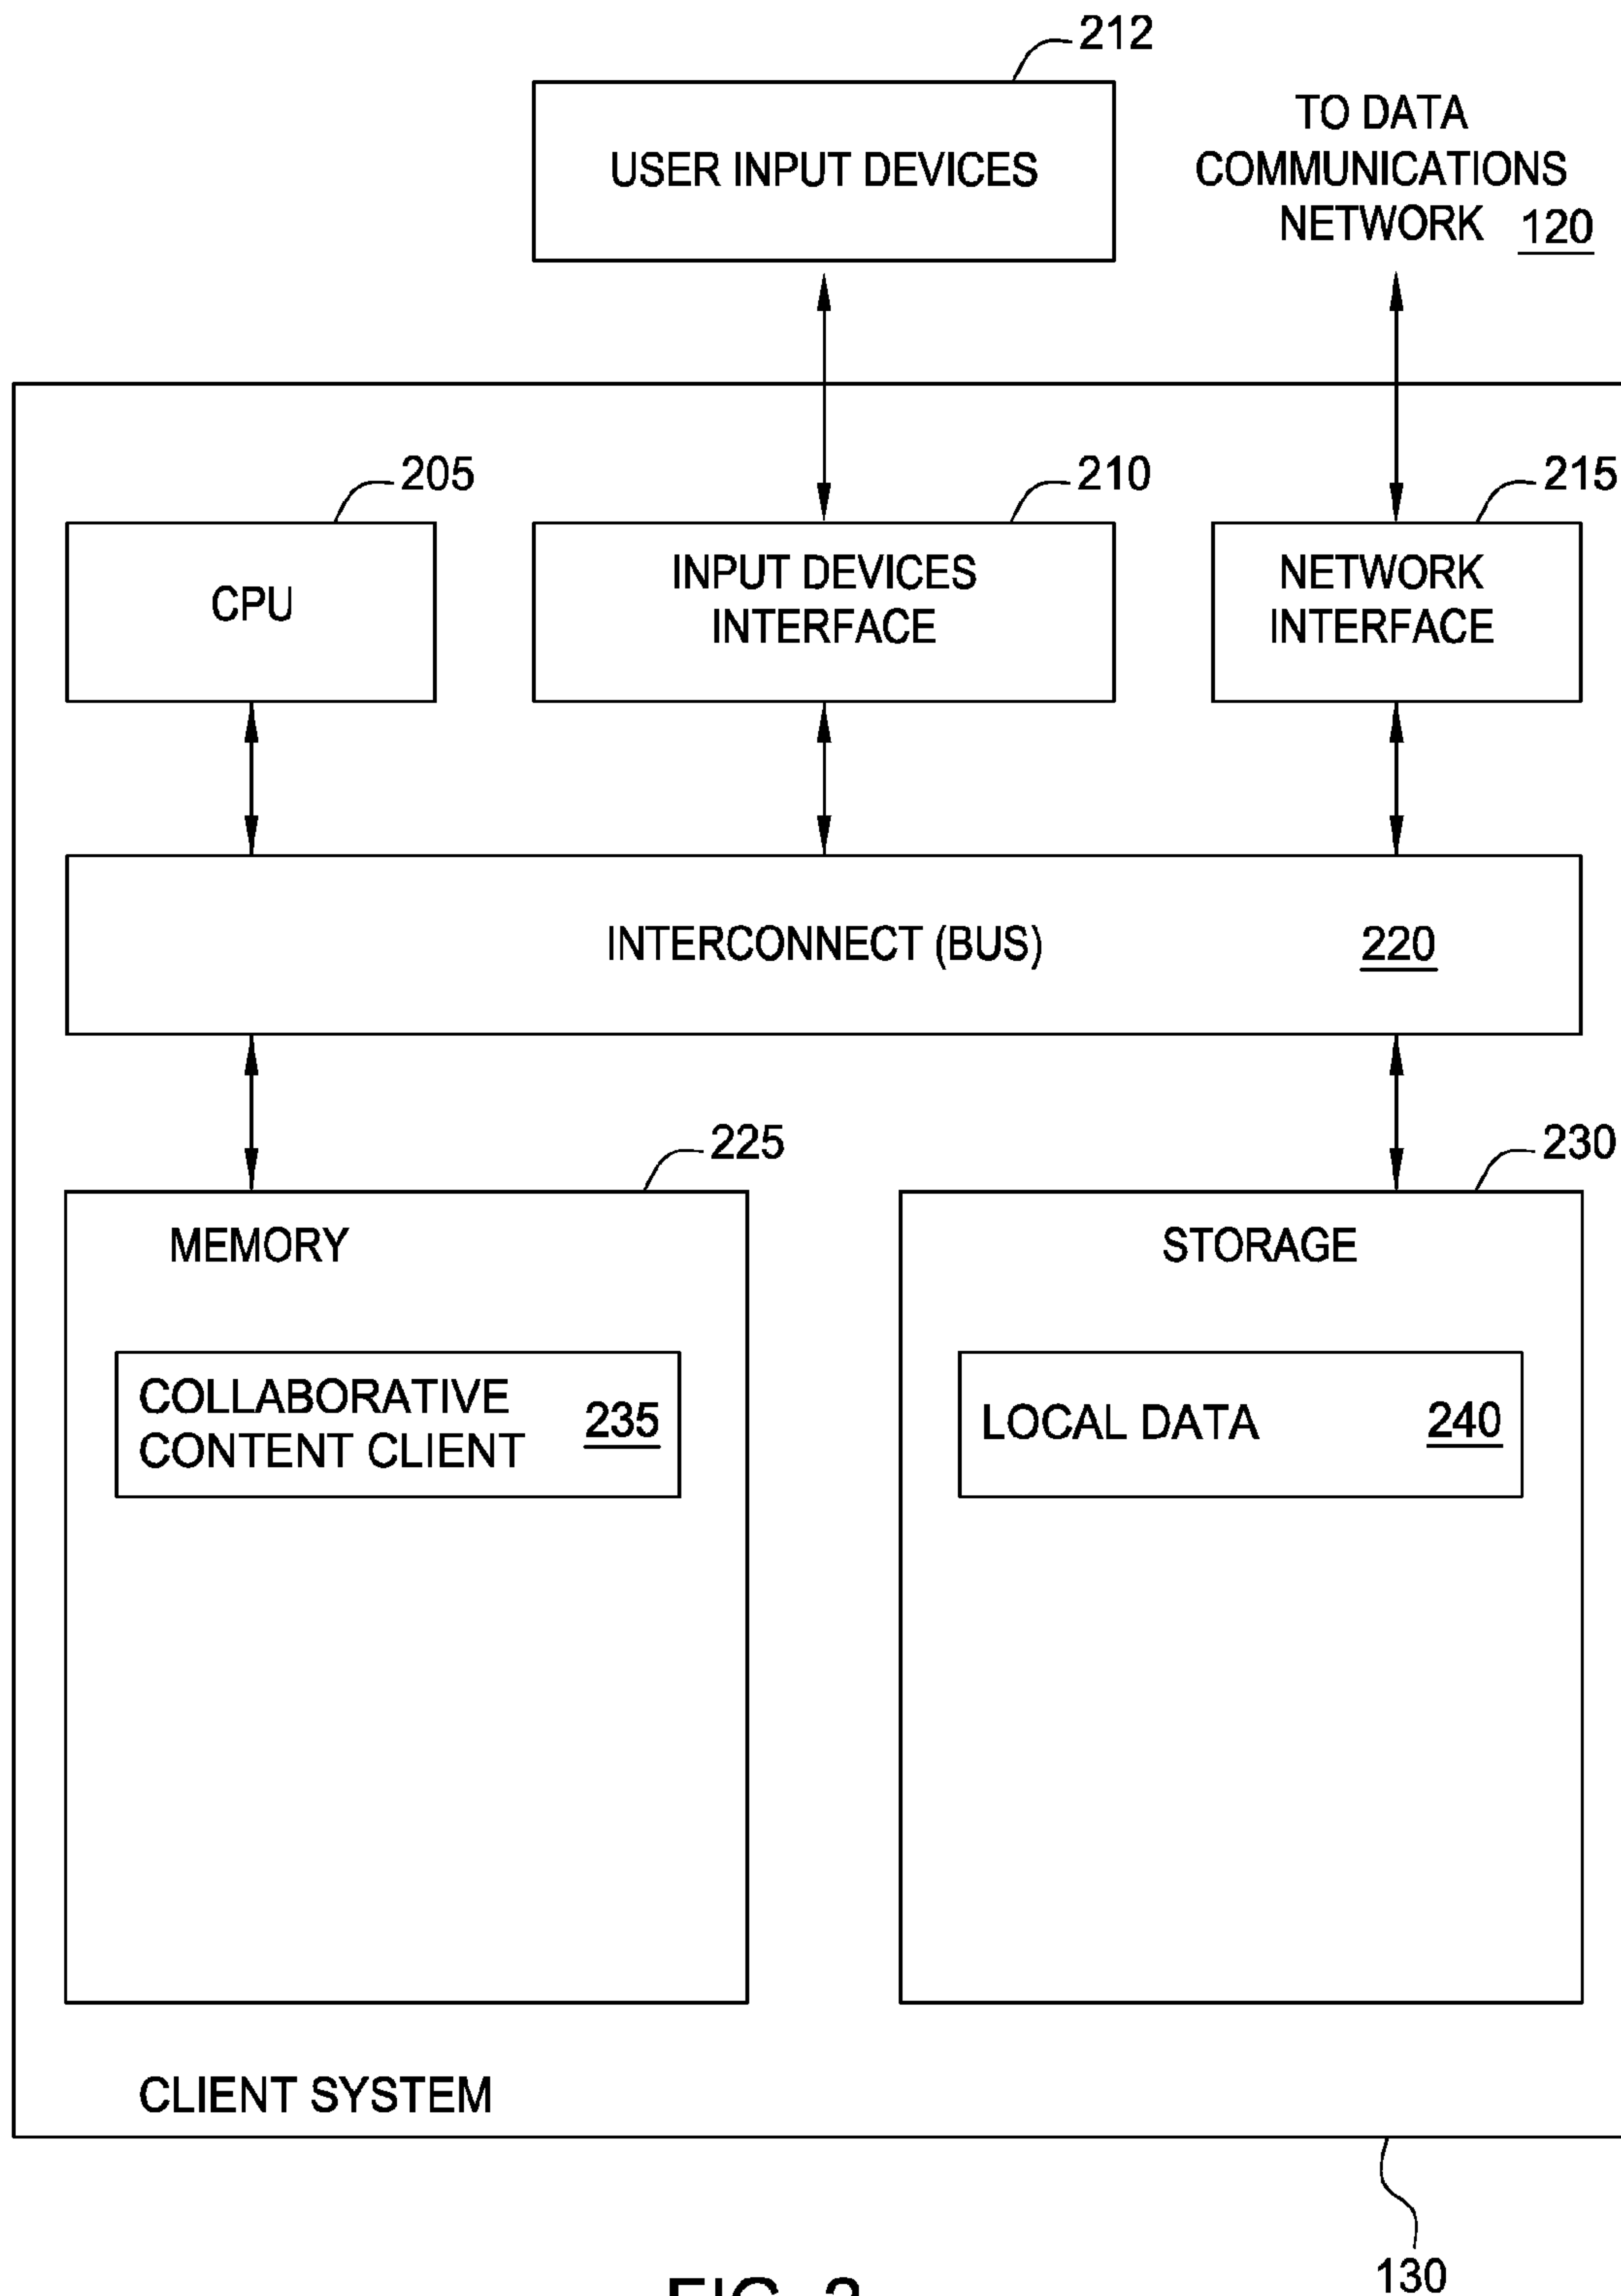 212
USER INPUT DEVICES
TO DATA
COMMUNICATIONS
NETWORK 120
205
210
215
CPU
INPUT DEVICES
INTERFACE
NETWORK
INTERFACE
INTERCONNECT (BUS) 220
225
230
MEMORY
STORAGE
COLLABORATIVE
CONTENT CLIENT 235
LOCAL DATA 240
CLIENT SYSTEM
130
FIG.